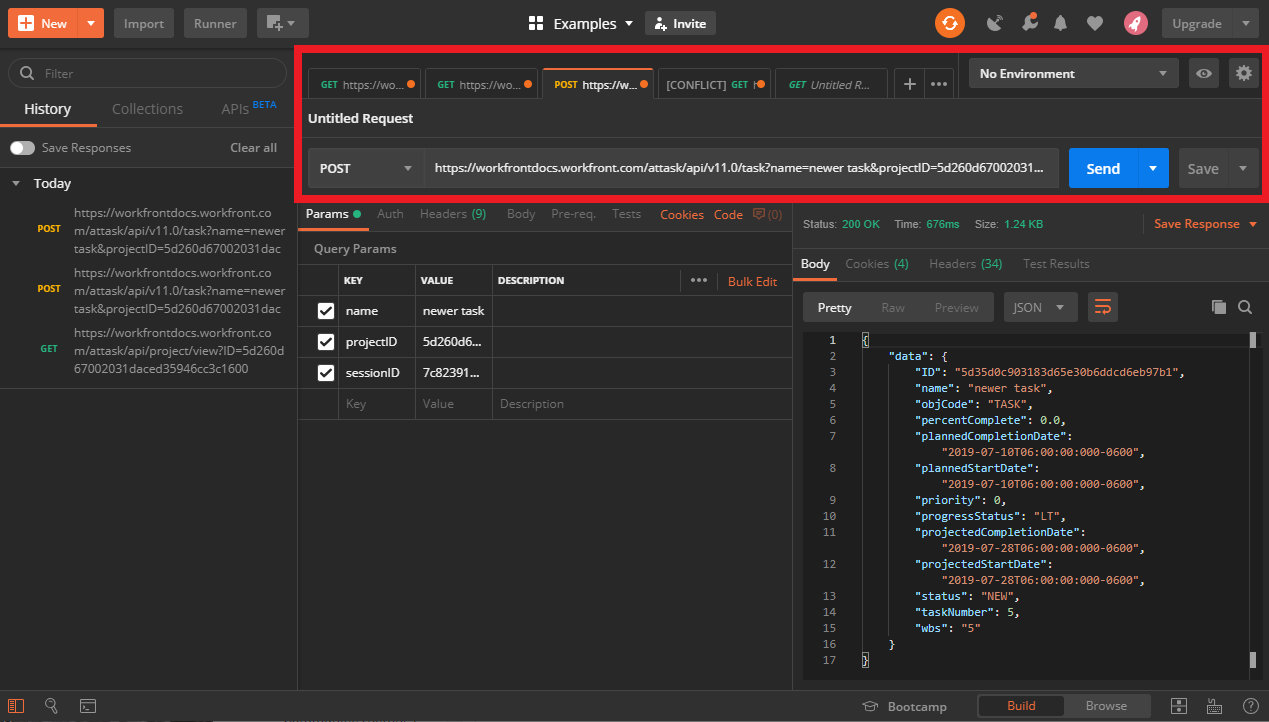 New Import Runner Examples Invite Upgrade
Filter
History Collections APIs BETA
Save Responses Clear all
Today
POST https://workfrontdocs.workfront.co
m/attask/api/v11.0/task?name=newer
task&projectID=5d260d67002031dac
POST https://workfrontdocs.workfront.co
m/attask/api/v11.0/task?name=newer
task&projectID=5d260d67002031dac
GET https://workfrontdocs.workfront.co
m/attask/api/project/view?ID=5d260d
67002031daced35946cc3c1600
GET https://wo... GET https://wo... POST https://w... [CONFLICT] GET GET Untitled R... + ••• No Environment
Untitled Request
POST https://workfrontdocs.workfront.com/attask/api/v11.0/task?name=newer task&projectID=5d260d67002031... Send Save
Params Auth Headers (9) Body Pre-req. Tests Cookies Code (0)
Query Params
KEY VALUE DESCRIPTION ••• Bulk Edit
name newer task
projectID 5d260d6...
sessionID 7c82391...
Key Value Description
Status: 200 OK Time: 676ms Size: 1.24 KB Save Response
Body Cookies (4) Headers (34) Test Results
Pretty Raw Preview JSON
1 {
2 "data": {
3 "ID": "5d35d0c903183d65e30b6ddcd6eb97b1",
4 "name": "newer task",
5 "objCode": "TASK",
6 "percentComplete": 0.0,
7 "plannedCompletionDate":
"2019-07-10T06:00:00:000-0600",
8 "plannedStartDate":
"2019-07-10T06:00:00:000-0600",
9 "priority": 0,
10 "progressStatus": "LT",
11 "projectedCompletionDate":
"2019-07-28T06:00:00:000-0600",
12 "projectedStartDate":
"2019-07-28T06:00:00:000-0600",
13 "status": "NEW",
14 "taskNumber": 5,
15 "wbs": "5"
16 }
17 }
Bootcamp Build Browse